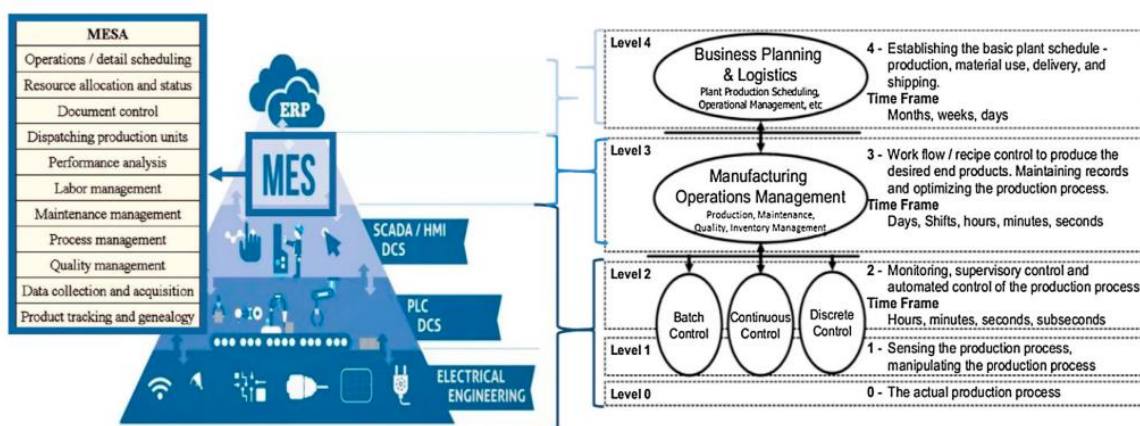 MESA
Operations / detail scheduling
Resource allocation and status
Document control
Dispatching production units
Performance analysis
Labor management
Maintenance management
Process management
Quality management
Data collection and acquisition
Product tracking and genealogy
ERP
MES
SCADA / HMI
DCS
PLC
DCS
ELECTRICAL
ENGINEERING
Level 4
Business Planning
& Logistics
Plant Production Scheduling,
Operational Management, etc
4 - Establishing the basic plant schedule -
production, material use, delivery, and
shipping.
Time Frame
Months, weeks, days
Level 3
Manufacturing
Operations Management
Production, Maintenance,
Quality, Inventory Management
3 - Work flow / recipe control to produce the
desired end products. Maintaining records
and optimizing the production process.
Time Frame
Days, Shifts, hours, minutes, seconds
Level 2
Batch
Control
Continuous
Control
Discrete
Control
2 - Monitoring, supervisory control and
automated control of the production process
Time Frame
Hours, minutes, seconds, subseconds
Level 1
1 - Sensing the production process,
manipulating the production process
Level 0
0 - The actual production process